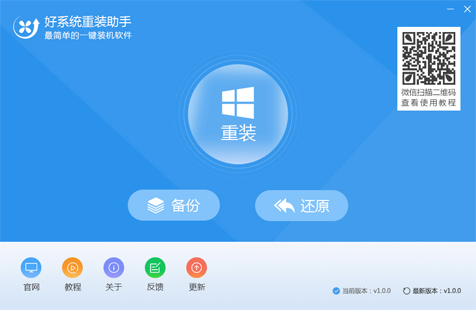 好系统重装助手
最简单的一键装机软件
微信扫描二维码
查看使用教程
重装
备份
还原
官网
教程
关于
反馈
更新
当前版本：v1.0.0
最新版本：v1.0.0